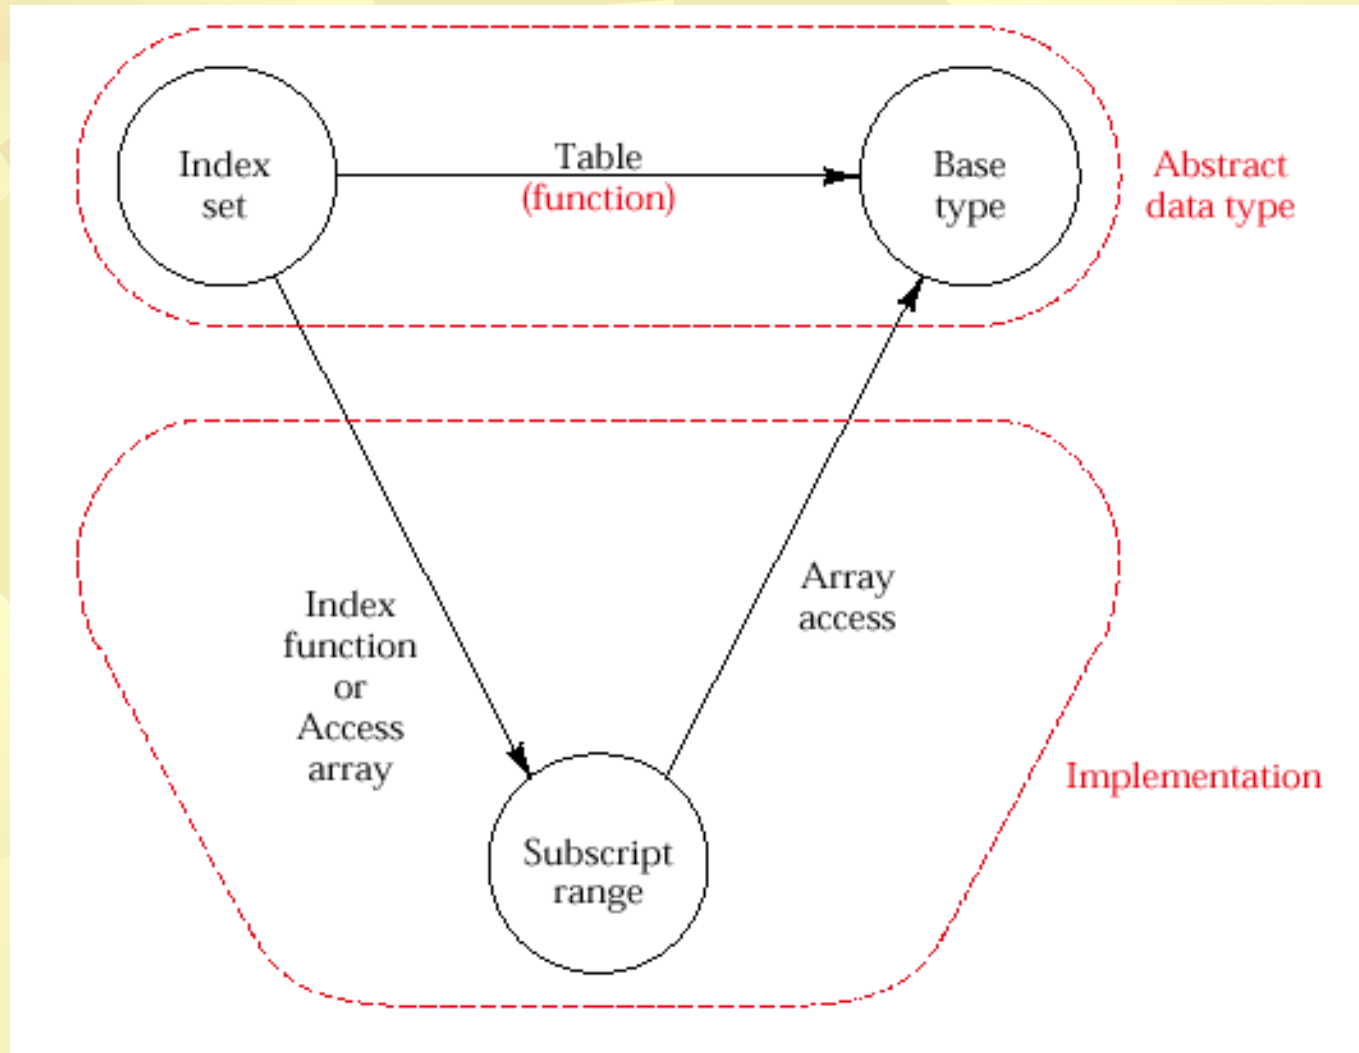 Index
set
Table
(function)
Base
type
Abstract
data type
Index
function
or
Access
array
Array
access
Implementation
Subscript
range